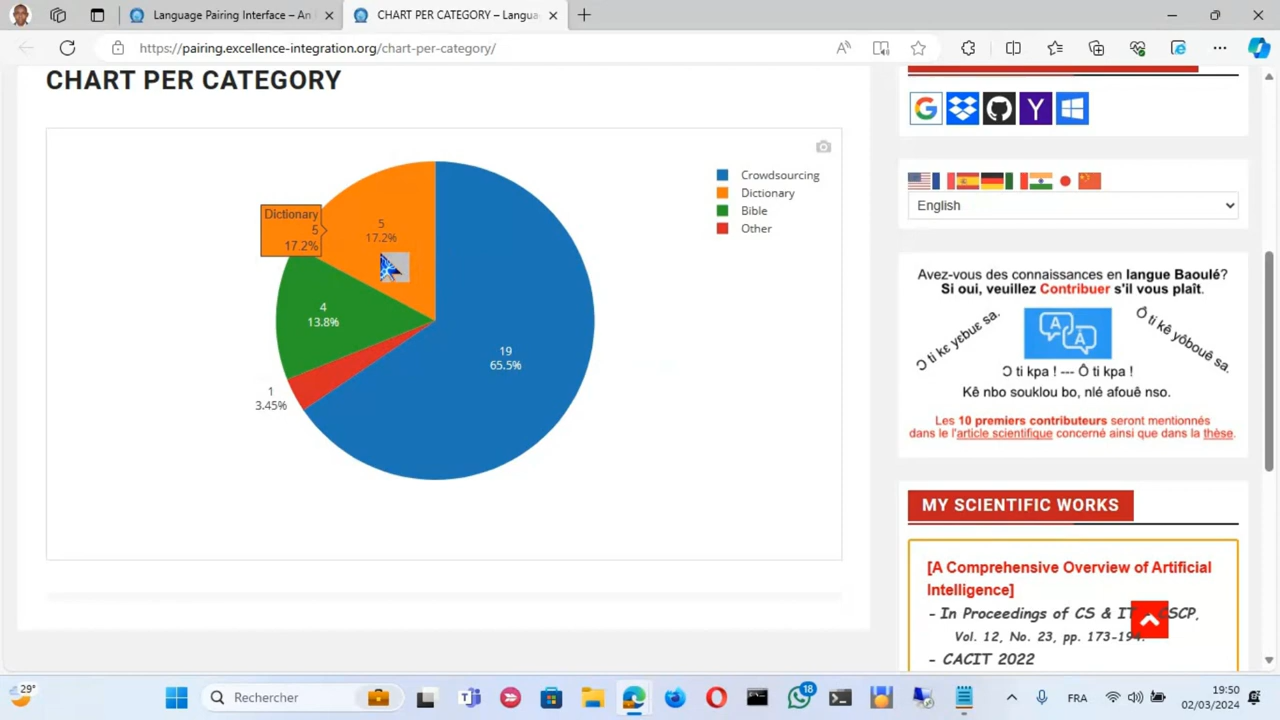 Language Pairing Interface – An
CHART PER CATEGORY – Langua
https://pairing.excellence-integration.org/chart-per-category/
CHART PER CATEGORY
Crowdsourcing
Dictionary
Bible
Other
Dictionary
5
17.2%
5
17.2%
4
13.8%
19
65.5%
1
3.45%
English
Avez-vous des connaissances en langue Baoulé?
Si oui, veuillez Contribuer s'il vous plaît.
Ɔ ti kɛ yɛbuɛ sa.
Ô ti kê yôbouê sa.
Ɔ ti kpa ! --- Ô ti kpa !
Kê nbo souklou bo, nlé afouê nso.
Les 10 premiers contributeurs seront mentionnés
dans le l'article scientifique concerné ainsi que dans la thèse.
MY SCIENTIFIC WORKS
[A Comprehensive Overview of Artificial
Intelligence]
- In Proceedings of CS & IT - CSCP,
Vol. 12, No. 23, pp. 173-194.
- CACIT 2022
29°
Rechercher
18
FRA
19:50
02/03/2024